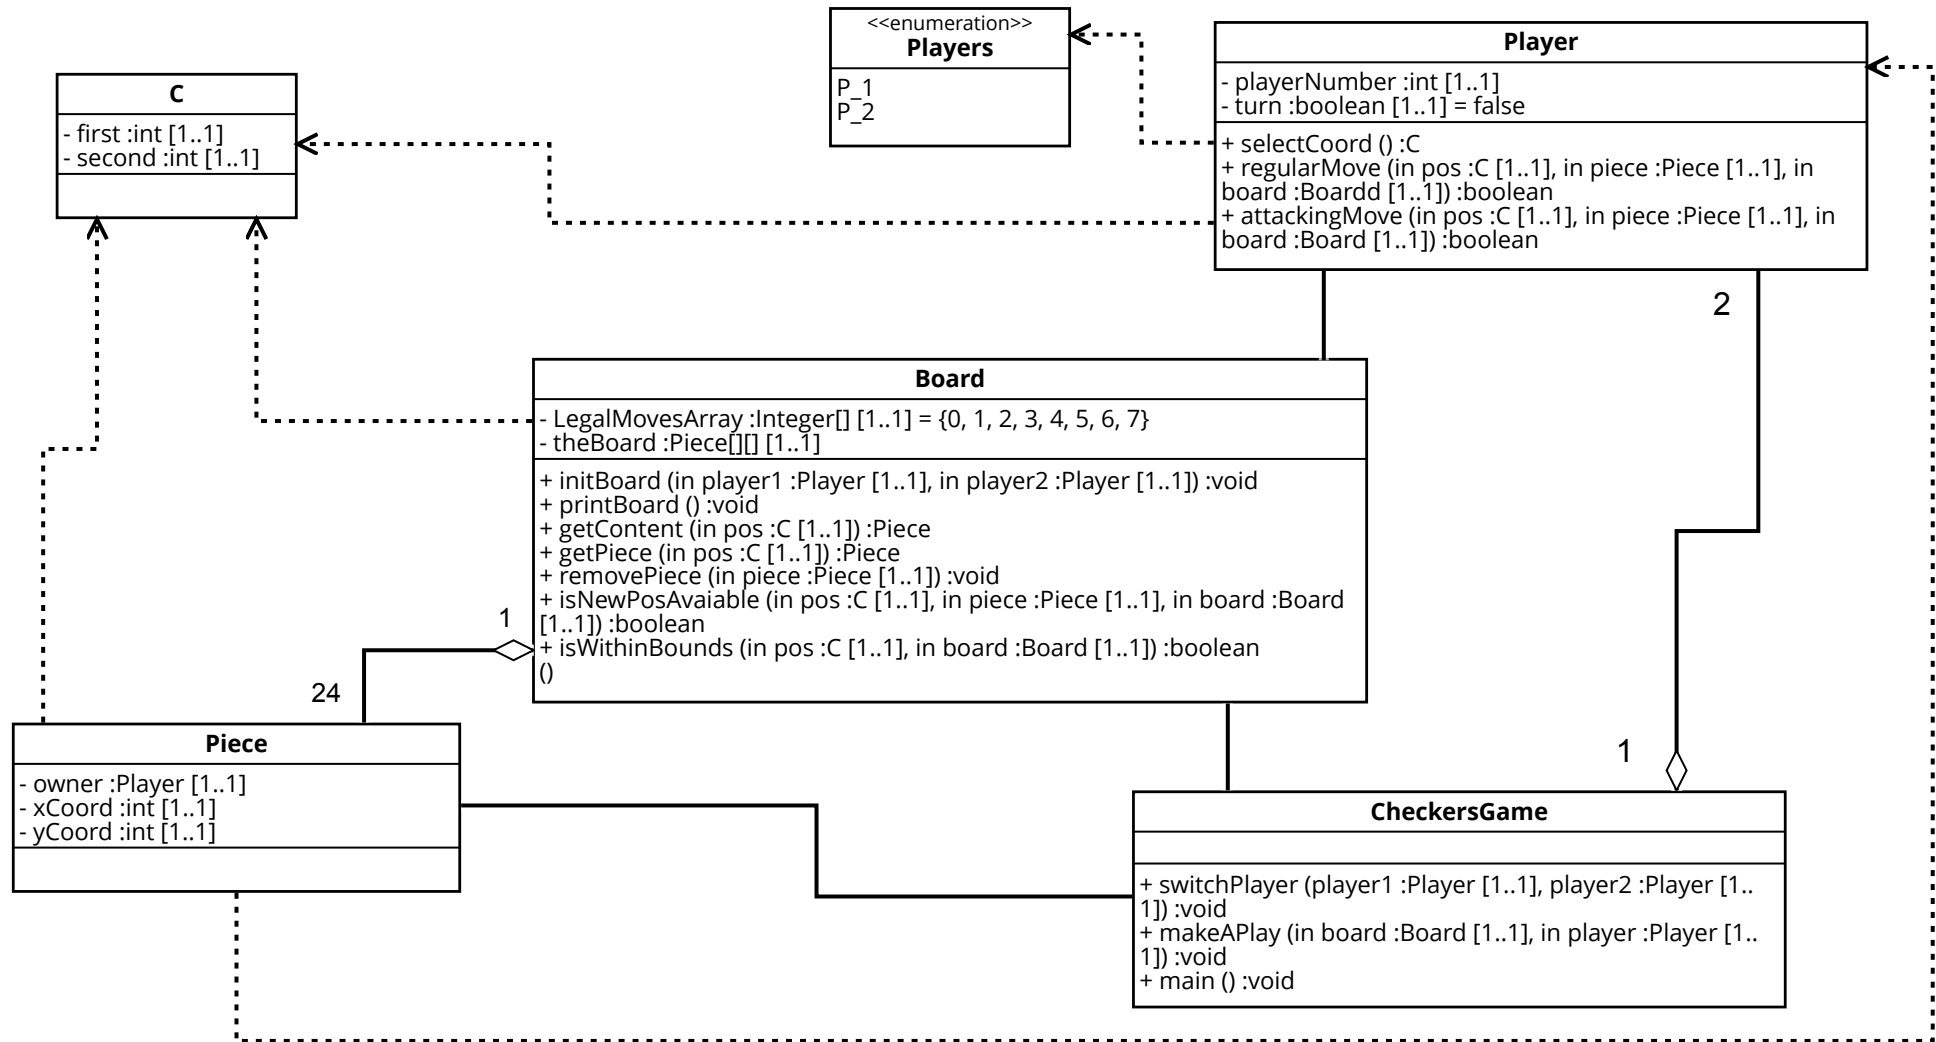 <<enumeration>>
Players
P_1
P_2
Player
- playerNumber :int [1..1]
- turn :boolean [1..1] = false
+ selectCoord () :C
+ regularMove (in pos :C [1..1], in piece :Piece [1..1], in
board :Boardd [1..1]) :boolean
+ attackingMove (in pos :C [1..1], in piece :Piece [1..1], in
board :Board [1..1]) :boolean
C
- first :int [1..1]
- second :int [1..1]
2
Board
- LegalMovesArray :Integer[] [1..1] = {0, 1, 2, 3, 4, 5, 6, 7}
- theBoard :Piece[][] [1..1]
+ initBoard (in player1 :Player [1..1], in player2 :Player [1..1]) :void
+ printBoard () :void
+ getContent (in pos :C [1..1]) :Piece
+ getPiece (in pos :C [1..1]) :Piece
+ removePiece (in piece :Piece [1..1]) :void
+ isNewPosAvaiable (in pos :C [1..1], in piece :Piece [1..1], in board :Board
[1..1]) :boolean
+ isWithinBounds (in pos :C [1..1], in board :Board [1..1]) :boolean
()
1
24
Piece
- owner :Player [1..1]
- xCoord :int [1..1]
- yCoord :int [1..1]
1
CheckersGame
+ switchPlayer (player1 :Player [1..1], player2 :Player [1..
1]) :void
+ makeAPlay (in board :Board [1..1], in player :Player [1..
1]) :void
+ main () :void